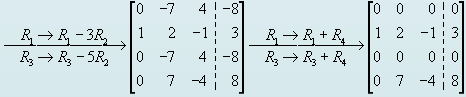 R₁ → R₁ − 3R₂
R₃ → R₃ − 5R₂
0 −7 4 −8
1 2 −1 3
0 −7 4 −8
0 7 −4 8
R₁ → R₁ + R₄
R₃ → R₃ + R₄
0 0 0 0
1 2 −1 3
0 0 0 0
0 7 −4 8